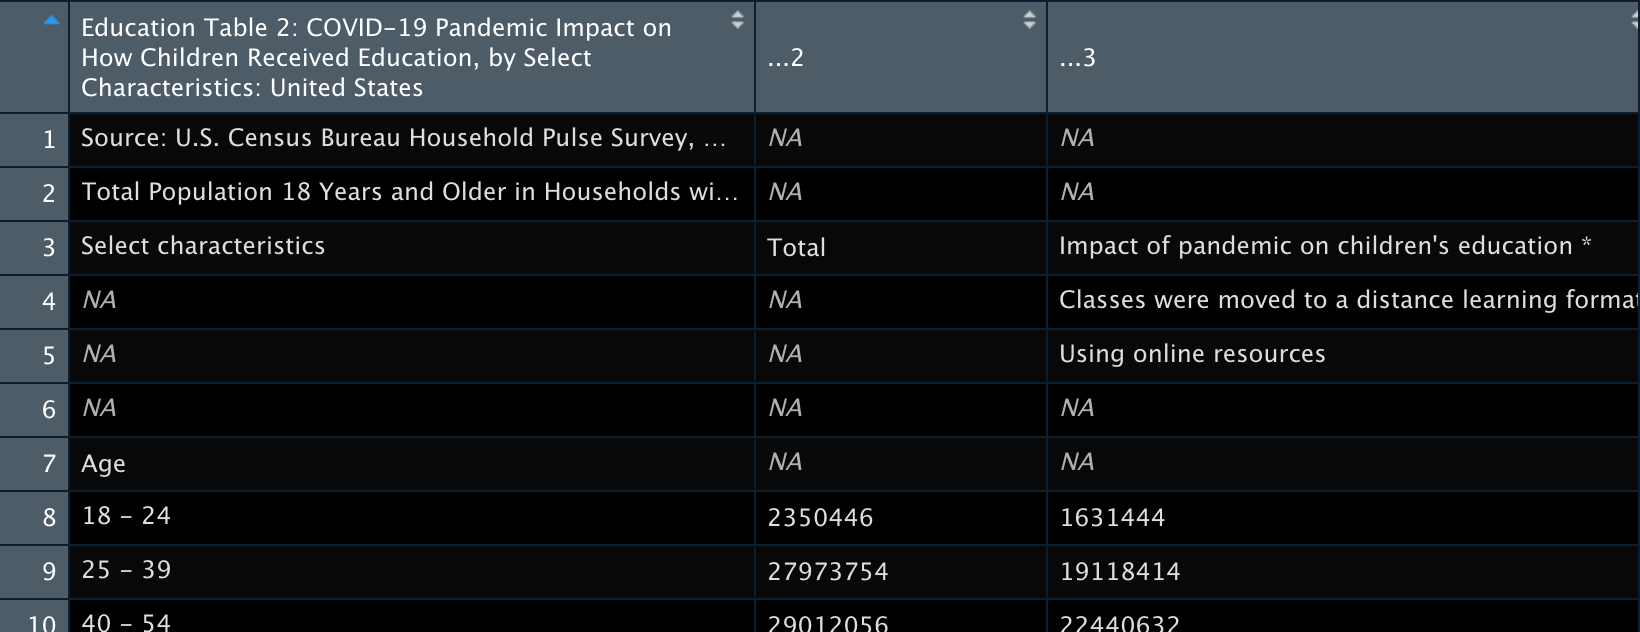 Education Table 2: COVID-19 Pandemic Impact on
How Children Received Education, by Select
Characteristics: United States
...2
...3
1 Source: U.S. Census Bureau Household Pulse Survey, ... NA NA
2 Total Population 18 Years and Older in Households wi... NA NA
3 Select characteristics Total Impact of pandemic on children's education *
4 NA NA Classes were moved to a distance learning format
5 NA NA Using online resources
6 NA NA NA
7 Age NA NA
8 18 - 24 2350446 1631444
9 25 - 39 27973754 19118414
10 40 - 54 29012056 22440632